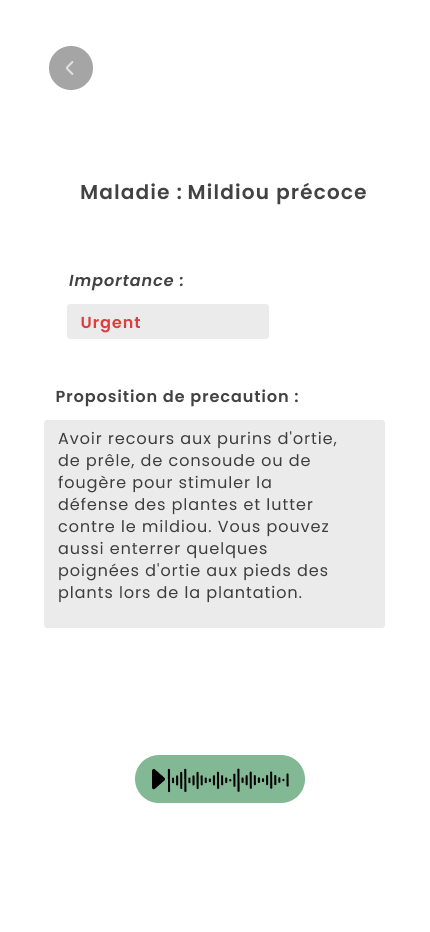 Maladie : Mildiou précoce
Importance :
Urgent
Proposition de precaution :
Avoir recours aux purins d'ortie,
de prêle, de consoude ou de
fougère pour stimuler la
défense des plantes et lutter
contre le mildiou. Vous pouvez
aussi enterrer quelques
poignées d'ortie aux pieds des
plants lors de la plantation.